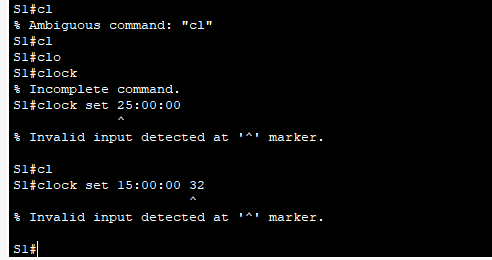 S1#cl
% Ambiguous command: "cl"
S1#cl
S1#clo
S1#clock
% Incomplete command.
S1#clock set 25:00:00
^
% Invalid input detected at '^' marker.
S1#cl
S1#clock set 15:00:00 32
^
% Invalid input detected at '^' marker.
S1#